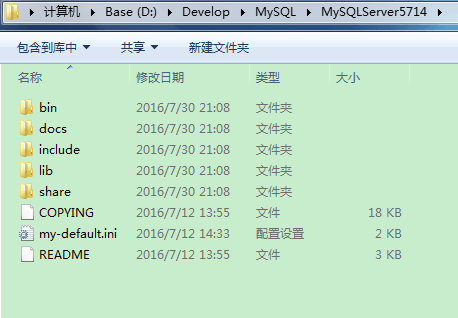 计算机 ▸ Base (D:) ▸ Develop ▸ MySQL ▸ MySQLServer5714 ▸
包含到库中 ▾ 共享 ▾ 新建文件夹
名称 修改日期 类型 大小
bin 2016/7/30 21:08 文件夹
docs 2016/7/30 21:08 文件夹
include 2016/7/30 21:08 文件夹
lib 2016/7/30 21:08 文件夹
share 2016/7/30 21:08 文件夹
COPYING 2016/7/12 13:55 文件 18 KB
my-default.ini 2016/7/12 14:33 配置设置 2 KB
README 2016/7/12 13:55 文件 3 KB